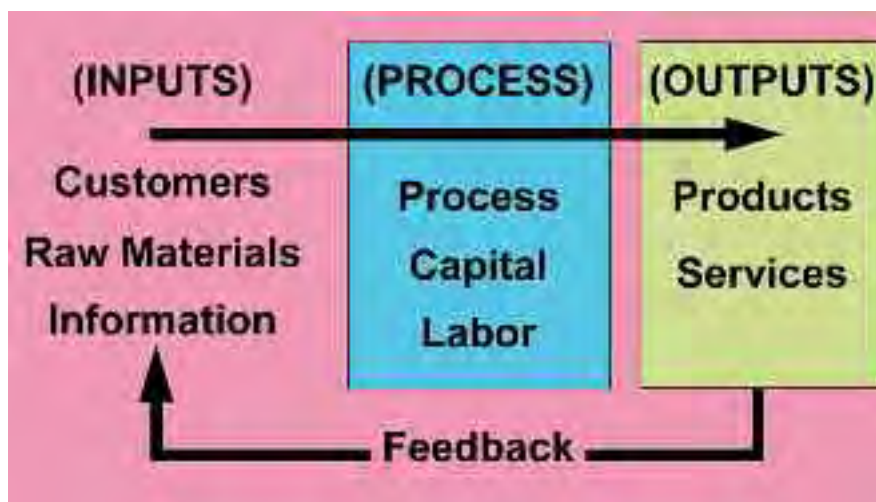 (INPUTS)
Customers
Raw Materials
Information
(PROCESS)
Process
Capital
Labor
(OUTPUTS)
Products
Services
Feedback